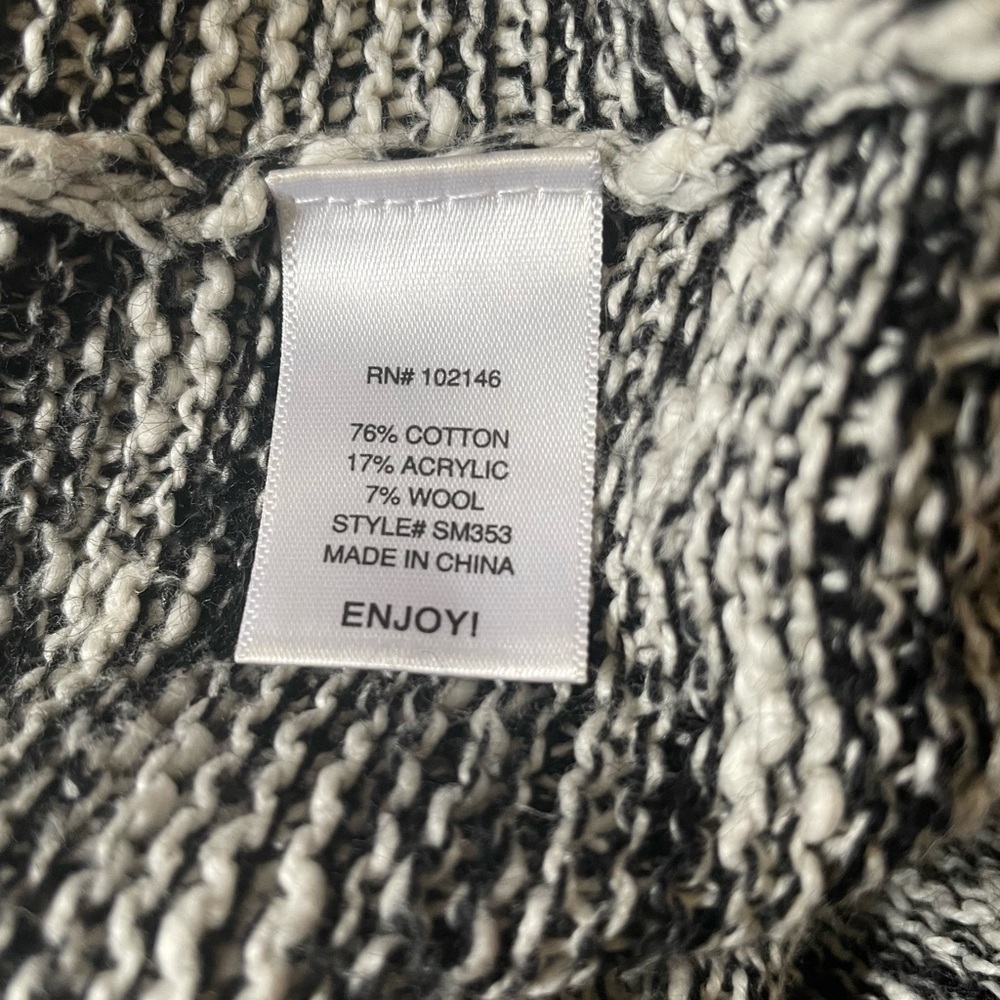 RN# 102146
76% COTTON
17% ACRYLIC
7% WOOL
STYLE# SM353
MADE IN CHINA
ENJOY!